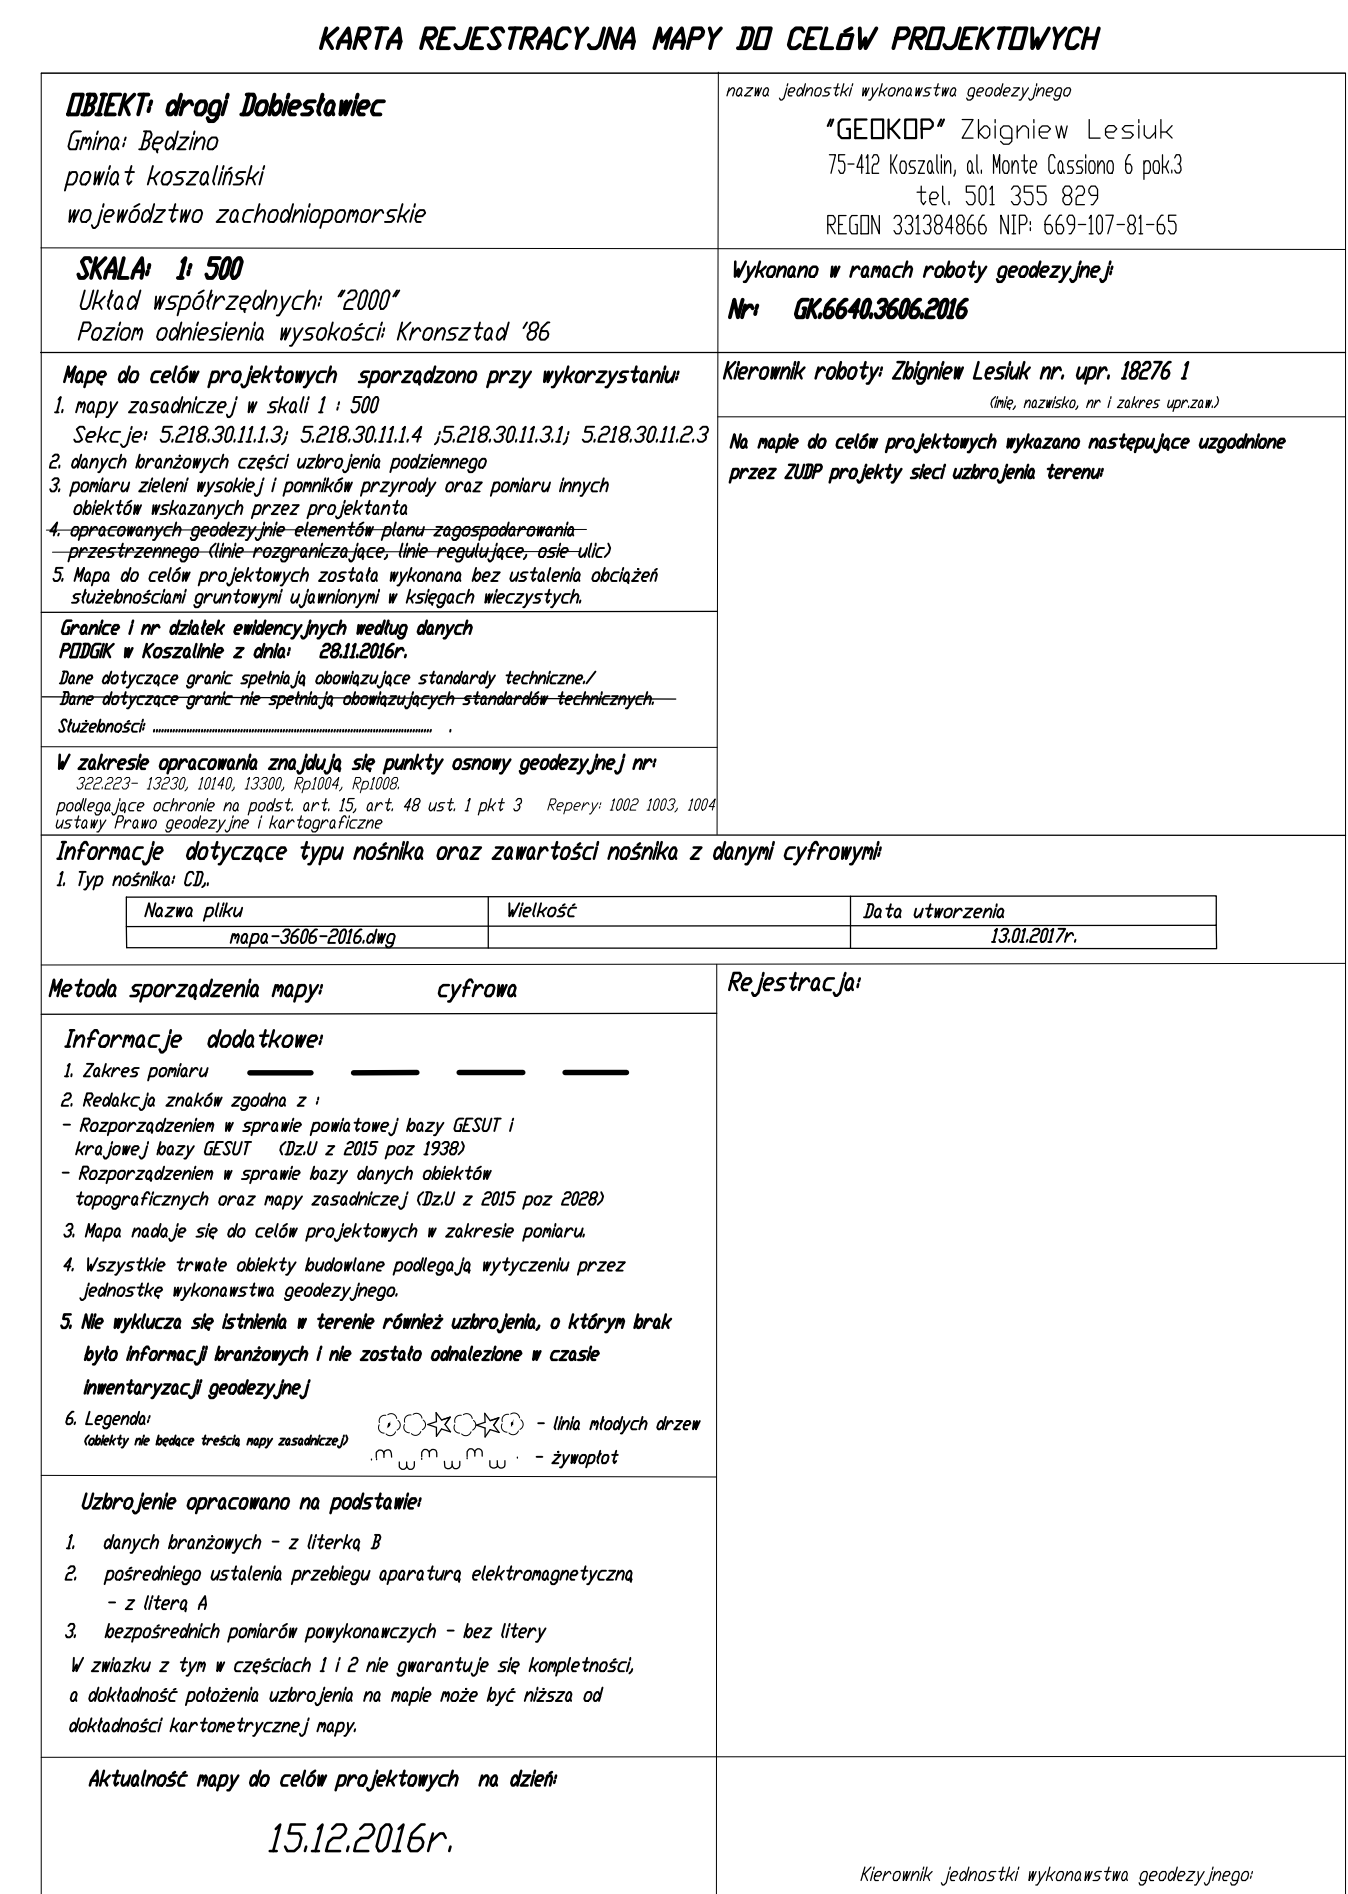 KARTA REJESTRACYJNA MAPY DO CELÓW PROJEKTOWYCH
OBIEKT: drogi Dobiesławiec
Gmina: Będzino
powiat koszaliński
województwo zachodniopomorskie
nazwa jednostki wykonawstwa geodezyjnego
"GEOKOP" Zbigniew Lesiuk
75-412 Koszalin, al. Monte Cassiono 6 pok.3
tel. 501 355 829
REGON 331384866 NIP: 669-107-81-65
SKALA: 1: 500
Układ współrzędnych: "2000"
Poziom odniesienia wysokości: Kronsztad '86
Wykonano w ramach roboty geodezyjnej:
Nr: GK.6640.3606.2016
Mapę do celów projektowych sporządzono przy wykorzystaniu:
1. mapy zasadniczej w skali 1 : 500
Sekcje: 5.218.30.11.1.3; 5.218.30.11.1.4 ;5.218.30.11.3.1; 5.218.30.11.2.3
2. danych branżowych części uzbrojenia podziemnego
3. pomiaru zieleni wysokiej i pomników przyrody oraz pomiaru innych
obiektów wskazanych przez projektanta
4. opracowanych geodezyjnie elementów planu zagospodarowania
przestrzennego (linie rozgraniczające, linie regulujące, osie ulic)
5. Mapa do celów projektowych została wykonana bez ustalenia obciążeń
służebnościami gruntowymi ujawnionymi w księgach wieczystych.
Kierownik roboty: Zbigniew Lesiuk nr. upr. 18276 1
(imię, nazwisko, nr i zakres upr.zaw.)
Na mapie do celów projektowych wykazano następujące uzgodnione
przez ZUDP projekty sieci uzbrojenia terenu:
Granice i nr działek ewidencyjnych według danych
PODGIK w Koszalinie z dnia: 28.11.2016r.
Dane dotyczące granic spełniają obowiązujące standardy techniczne./
Dane dotyczące granic nie spełniają obowiązujących standardów technicznych.
Służebności: ........................................ .
W zakresie opracowania znajdują się punkty osnowy geodezyjnej nr:
322.223- 13230, 10140, 13300, Rp1004, Rp1008.
podlegające ochronie na podst. art. 15, art. 48 ust. 1 pkt 3 Repery: 1002 1003, 1004
ustawy Prawo geodezyjne i kartograficzne
Informacje dotyczące typu nośnika oraz zawartości nośnika z danymi cyfrowymi:
1. Typ nośnika: CD,.
Nazwa pliku Wielkość Data utworzenia
mapa-3606-2016.dwg 13.01.2017r.
Metoda sporządzenia mapy: cyfrowa
Rejestracja:
Informacje dodatkowe:
1. Zakres pomiaru
2. Redakcja znaków zgodna z :
- Rozporządzeniem w sprawie powiatowej bazy GESUT i
krajowej bazy GESUT (Dz.U z 2015 poz 1938)
- Rozporządzeniem w sprawie bazy danych obiektów
topograficznych oraz mapy zasadniczej (Dz.U z 2015 poz 2028)
3. Mapa nadaje się do celów projektowych w zakresie pomiaru.
4. Wszystkie trwałe obiekty budowlane podlegają wytyczeniu przez
jednostkę wykonawstwa geodezyjnego.
5. Nie wyklucza się istnienia w terenie również uzbrojenia, o którym brak
było informacji branżowych i nie zostało odnalezione w czasie
inwentaryzacji geodezyjnej
6. Legenda:
(obiekty nie bedące treścią mapy zasadniczej)
- linia młodych drzew
- żywopłot
Uzbrojenie opracowano na podstawie:
1. danych branżowych - z literką B
2. pośredniego ustalenia przebiegu aparaturą elektromagnetyczną
- z literą A
3. bezpośrednich pomiarów powykonawczych - bez litery
W zwiazku z tym w częściach 1 i 2 nie gwarantuje się kompletności,
a dokładność położenia uzbrojenia na mapie może być niższa od
dokładności kartometrycznej mapy.
Aktualność mapy do celów projektowych na dzień:
15.12.2016r.
Kierownik jednostki wykonawstwa geodezyjnego: